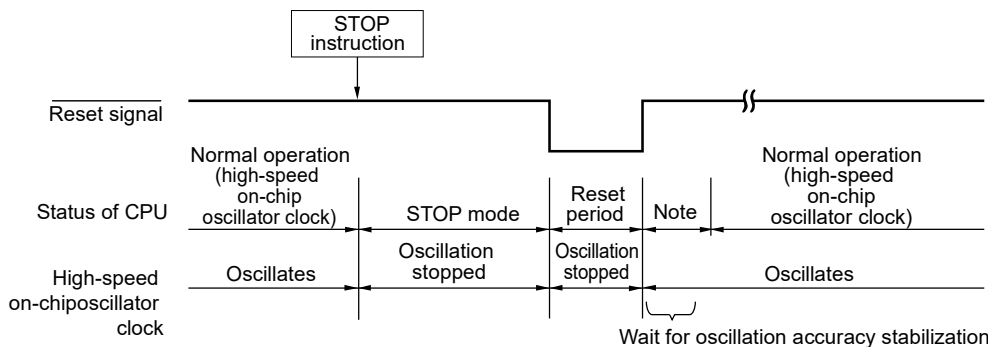 STOP
instruction
Reset signal
Normal operation
(high-speed
on-chip
oscillator clock)
Normal operation
(high-speed
on-chip
oscillator clock)
Status of CPU
STOP mode
Reset
period
Note
High-speed
on-chiposcillator
clock
Oscillates
Oscillation
stopped
Oscillation
stopped
Oscillates
Wait for oscillation accuracy stabilization